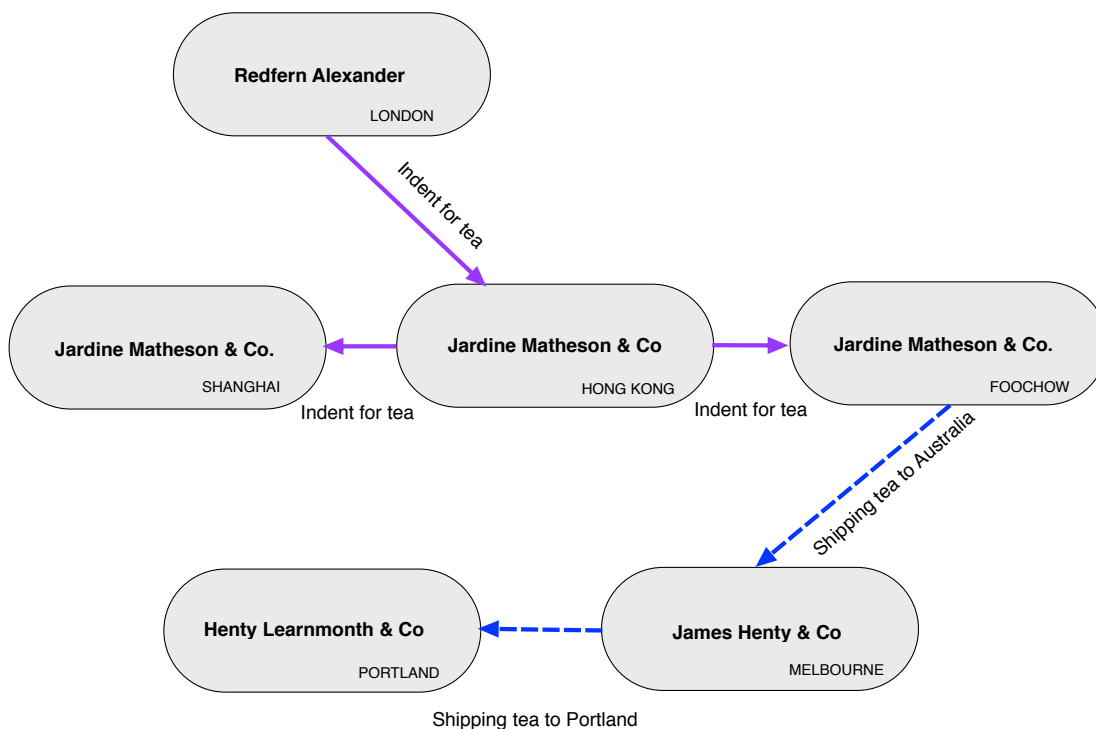 Redfern Alexander
LONDON
Indent for tea
Jardine Matheson & Co.
SHANGHAI
Jardine Matheson & Co
HONG KONG
Jardine Matheson & Co.
FOOCHOW
Indent for tea
Indent for tea
Shipping tea to Australia
Henty Learnmonth & Co
PORTLAND
James Henty & Co
MELBOURNE
Shipping tea to Portland